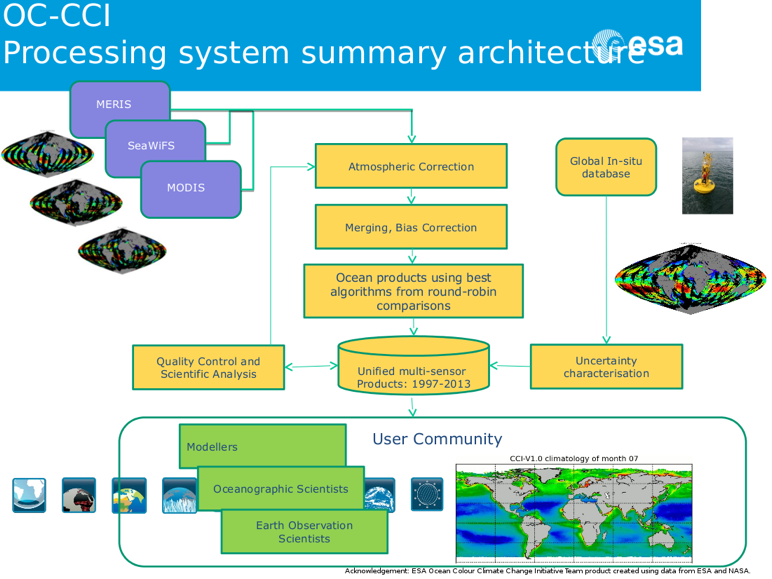 OC-CCI
Processing system summary architecture
esa
MERIS
SeaWiFS
MODIS
Atmospheric Correction
Global In-situ
database
Merging, Bias Correction
Ocean products using best
algorithms from round-robin
comparisons
Quality Control and
Scientific Analysis
Unified multi-sensor
Products: 1997-2013
Uncertainty
characterisation
User Community
Modellers
Oceanographic Scientists
Earth Observation
Scientists
CCI-V1.0 climatology of month 07
Acknowledgement: ESA Ocean Colour Climate Change Initiative Team product created using data from ESA and NASA.